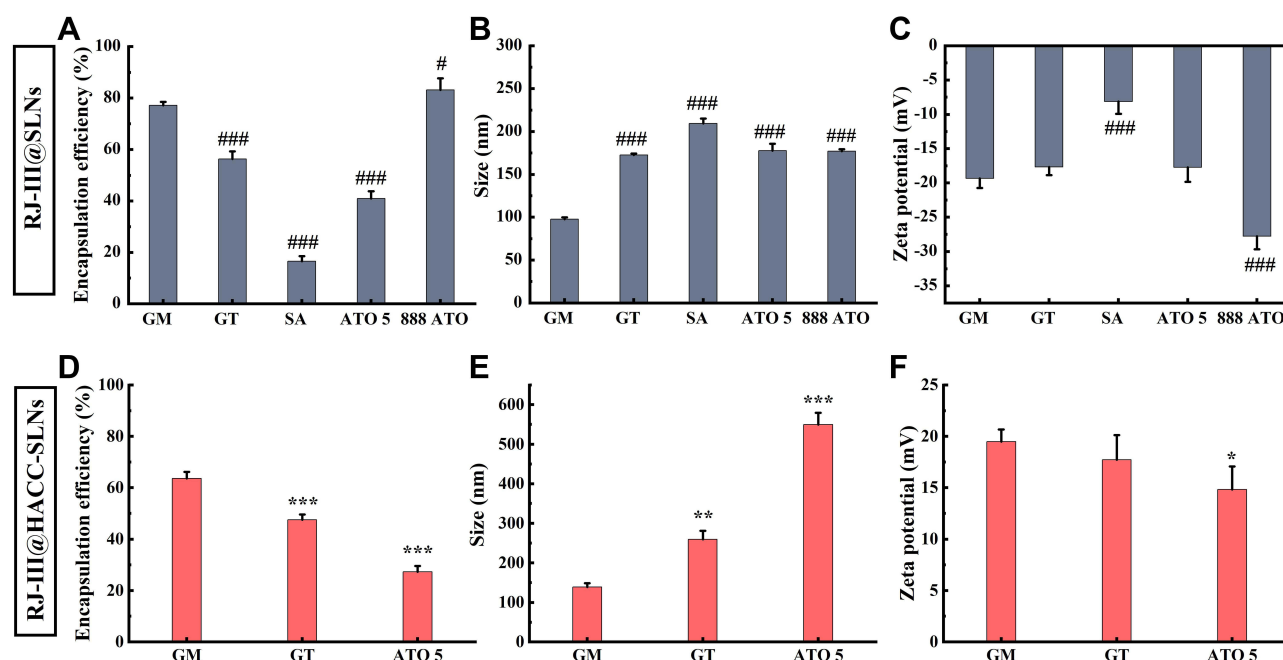 RJ-III@SLNs
A
Encapsulation efficiency (%)
100
80
60
40
20
0
###
###
###
#
GM GT SA ATO 5 888 ATO
B
Size (nm)
300
250
200
150
100
50
0
###
###
###
###
GM GT SA ATO 5 888 ATO
C
Zeta potential (mV)
0
-5
-10
-15
-20
-25
-30
-35
###
###
GM GT SA ATO 5 888 ATO
RJ-III@HACC-SLNs
D
Encapsulation efficiency (%)
100
80
60
40
20
0
***
***
GM GT ATO 5
E
Size (nm)
600
500
400
300
200
100
0
**
***
GM GT ATO 5
F
Zeta potential (mV)
25
20
15
10
5
0
*
GM GT ATO 5